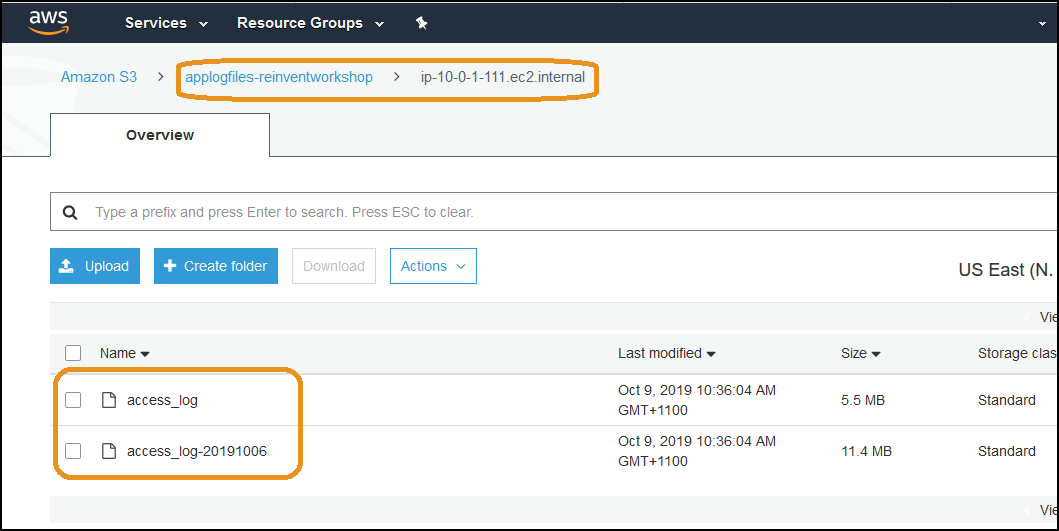 aws Services Resource Groups
Amazon S3 > applogfiles-reinventworkshop > ip-10-0-1-111.ec2.internal
Overview
Type a prefix and press Enter to search. Press ESC to clear.
Upload + Create folder Download Actions
US East (N.
Vie
Name Last modified Size Storage clas
access_log Oct 9, 2019 10:36:04 AM GMT+1100 5.5 MB Standard
access_log-20191006 Oct 9, 2019 10:36:04 AM GMT+1100 11.4 MB Standard
Vie